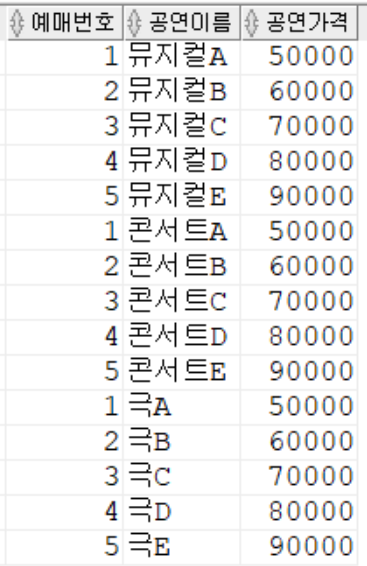 예매번호 공연이름 공연가격
1 뮤지컬A 50000
2 뮤지컬B 60000
3 뮤지컬C 70000
4 뮤지컬D 80000
5 뮤지컬E 90000
1 콘서트A 50000
2 콘서트B 60000
3 콘서트C 70000
4 콘서트D 80000
5 콘서트E 90000
1 극A 50000
2 극B 60000
3 극C 70000
4 극D 80000
5 극E 90000